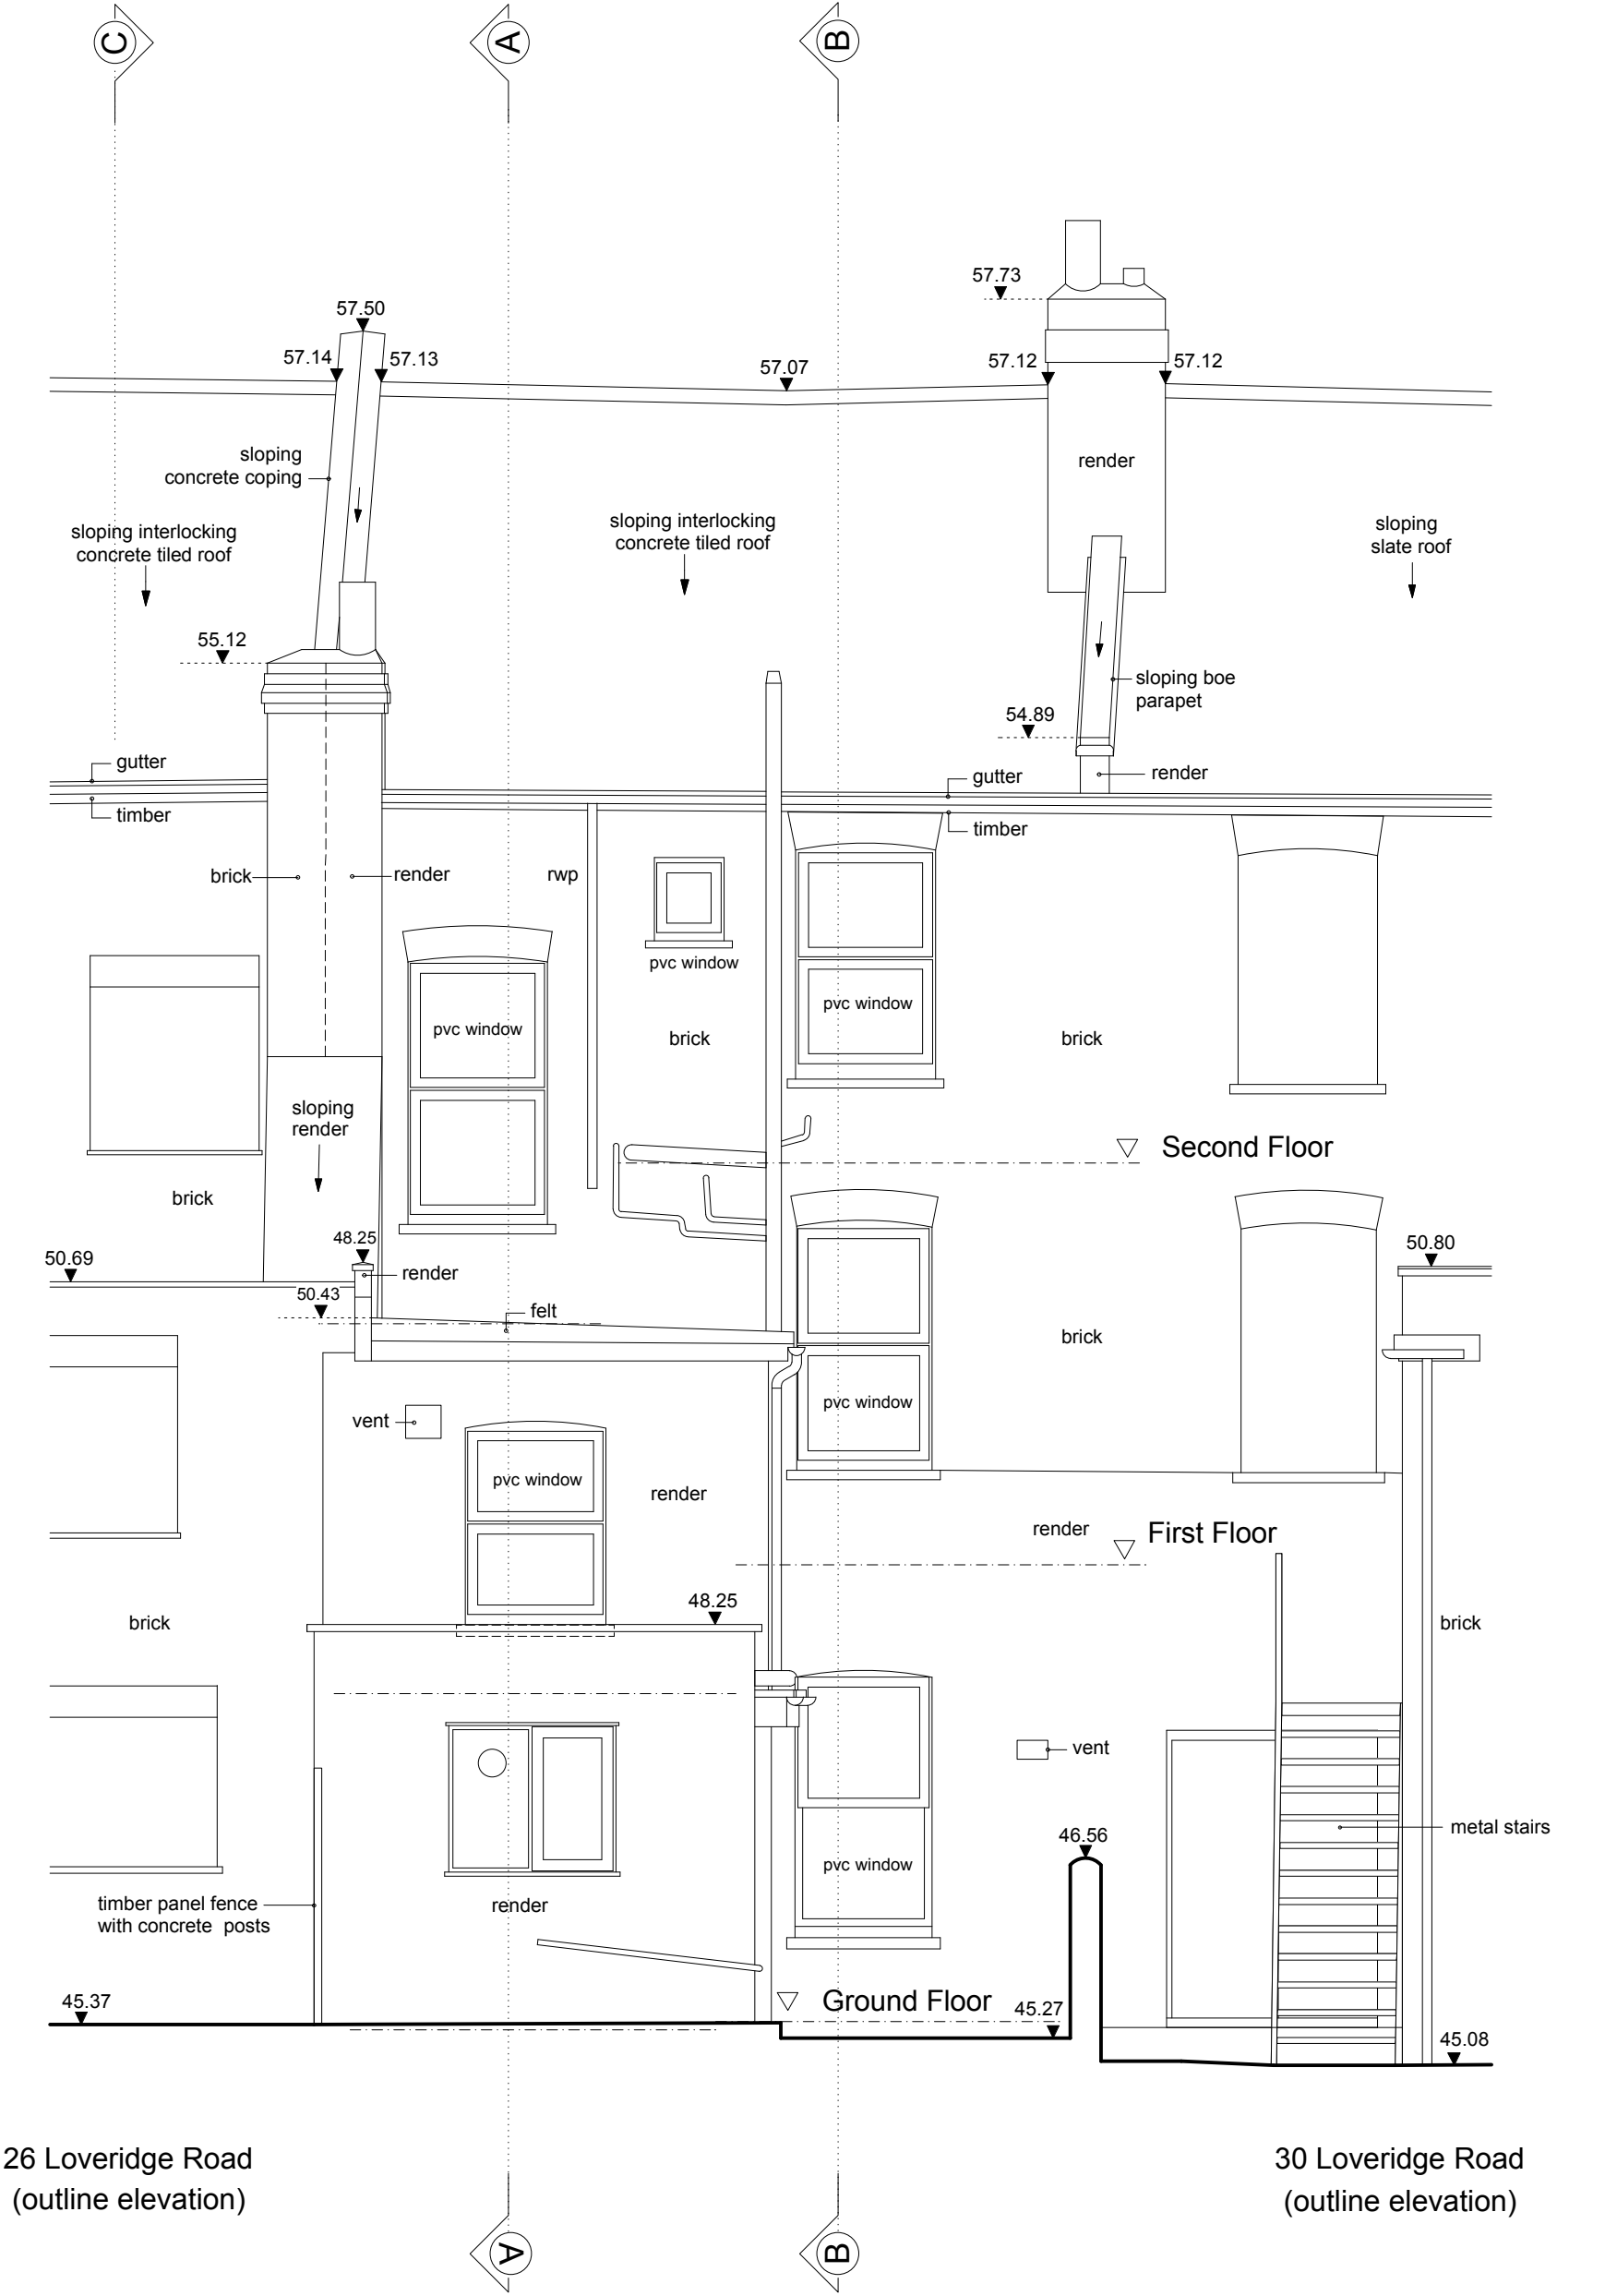 C
A
B
57.73
57.50
57.14
57.13
57.07
57.12
57.12
sloping
concrete coping
render
sloping interlocking
concrete tiled roof
sloping interlocking
concrete tiled roof
sloping
slate roof
55.12
sloping boe
parapet
54.89
gutter
timber
gutter
render
timber
brick
render
rwp
pvc window
pvc window
pvc window
brick
brick
sloping
render
Second Floor
brick
48.25
50.69
render
50.43
felt
50.80
brick
vent
pvc window
pvc window
render
render
First Floor
48.25
brick
brick
vent
metal stairs
46.56
pvc window
timber panel fence
with concrete posts
render
45.37
Ground Floor
45.27
45.08
26 Loveridge Road
(outline elevation)
30 Loveridge Road
(outline elevation)
A
B